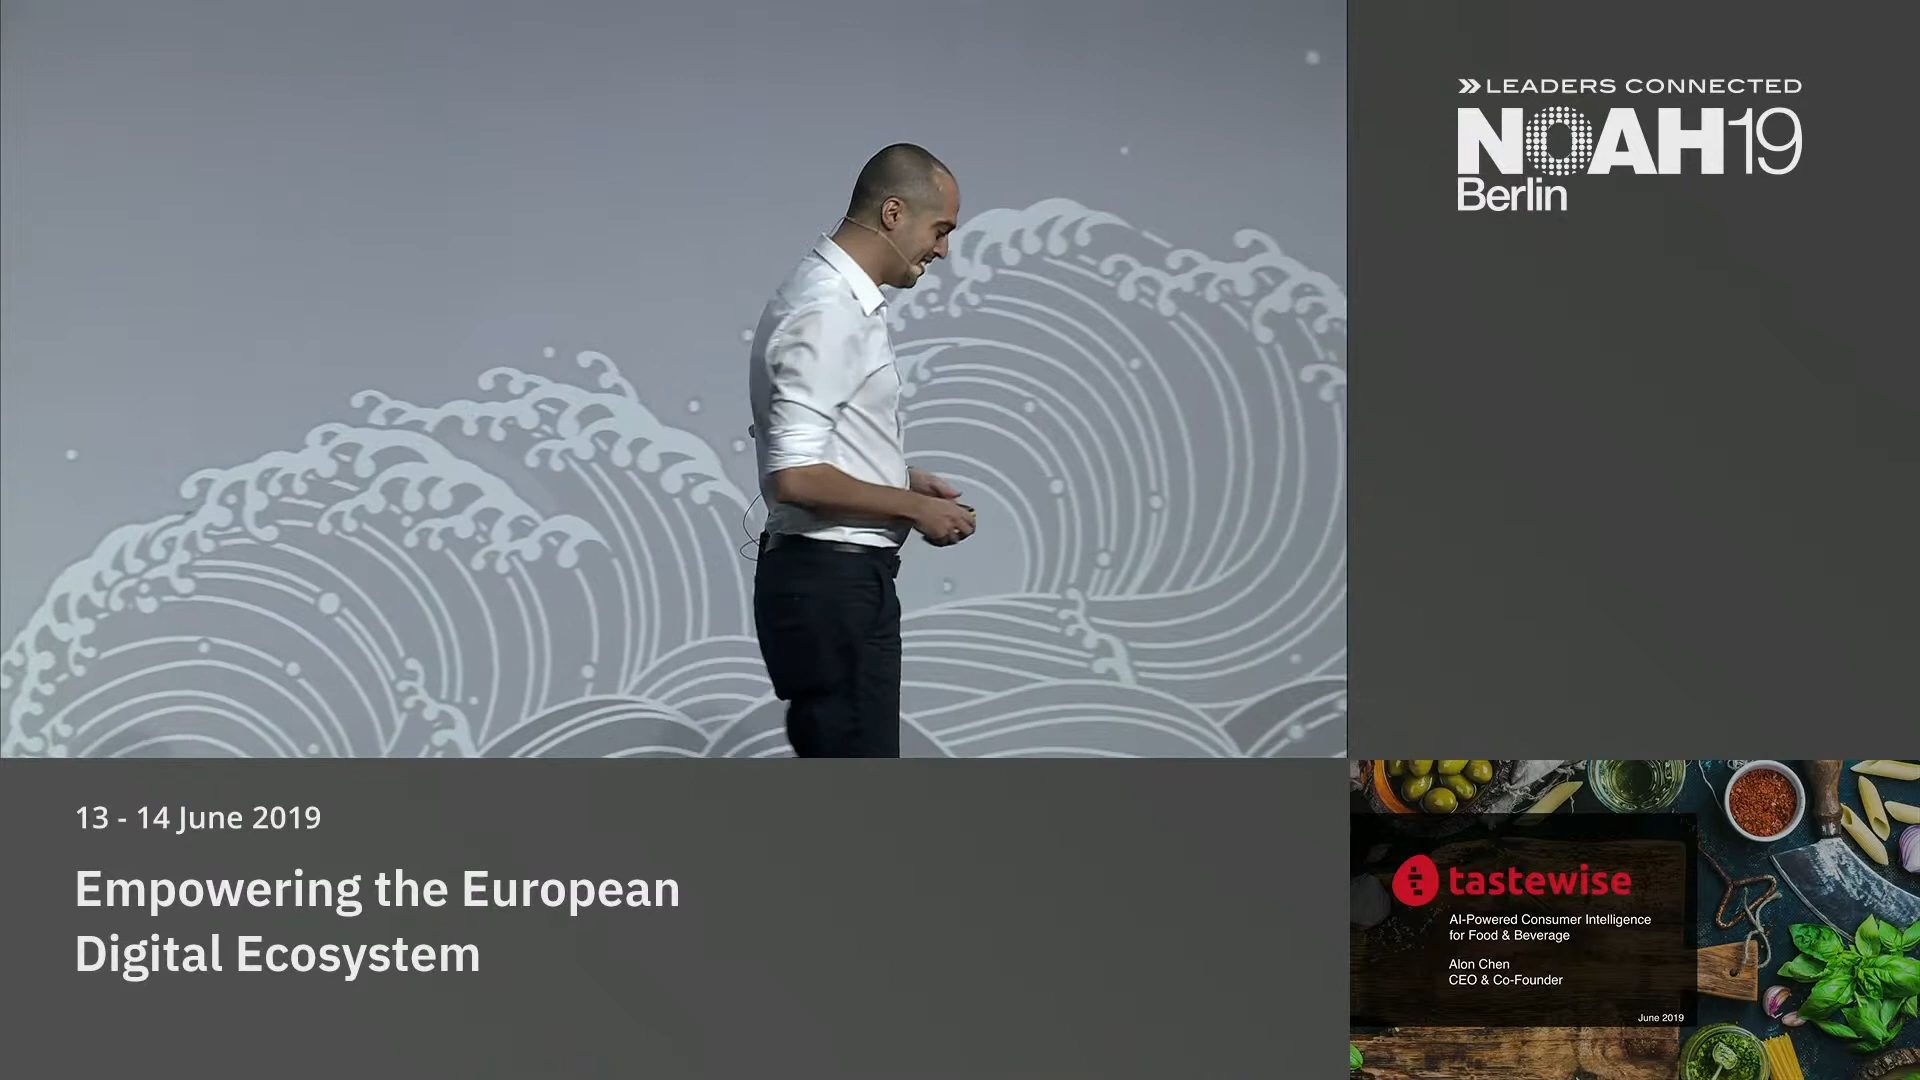 LEADERS CONNECTED
NOAH19
Berlin
13 - 14 June 2019
Empowering the European
Digital Ecosystem
tastewise
AI-Powered Consumer Intelligence
for Food & Beverage
Alon Chen
CEO & Co-Founder
June 2019